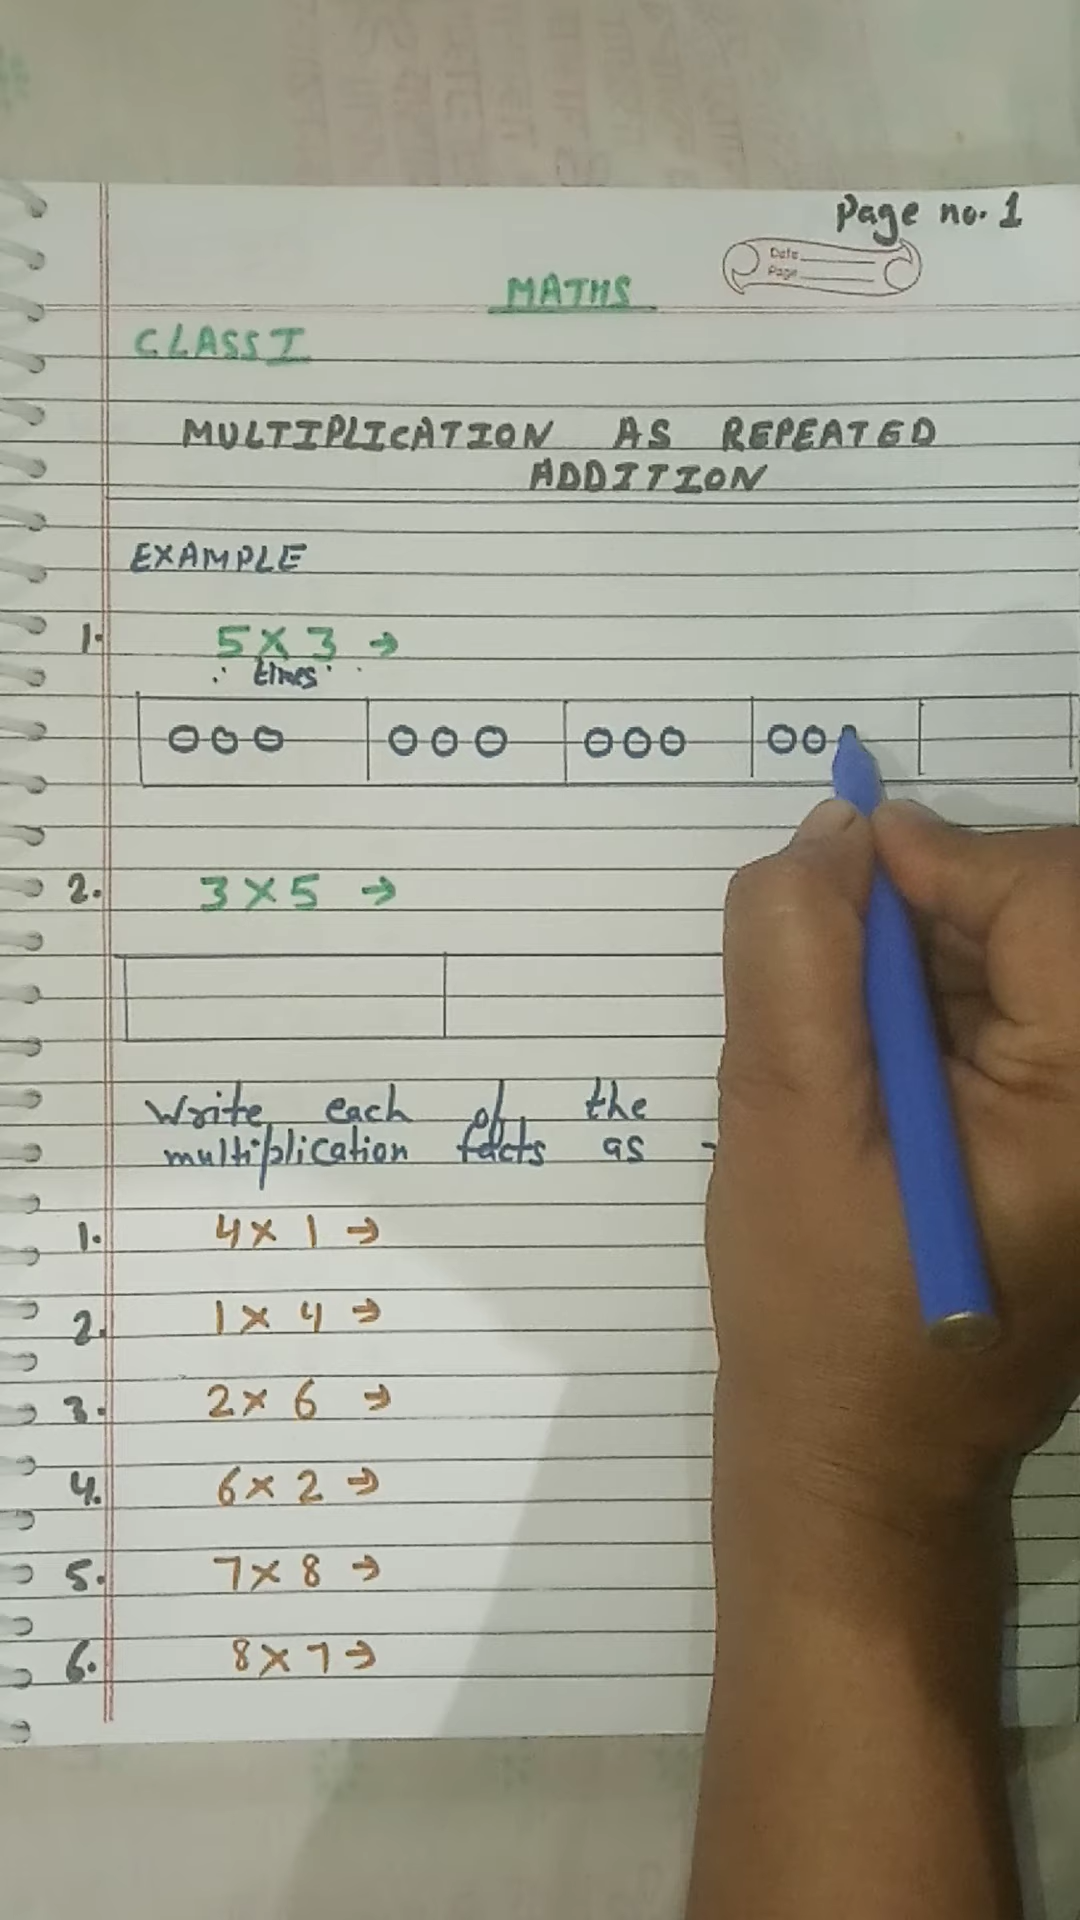 Page no. 1
Date
Page
MATHS
CLASS I
MULTIPLICATION AS REPEATED
ADDITION
EXAMPLE
1. 5 X 3 →
times
2. 3 X 5 →
Write each of the
multiplication facts as
1. 4 x 1 →
2. 1 x 4 →
3. 2 x 6 →
4. 6 x 2 →
5. 7 x 8 →
6. 8 x 7 →